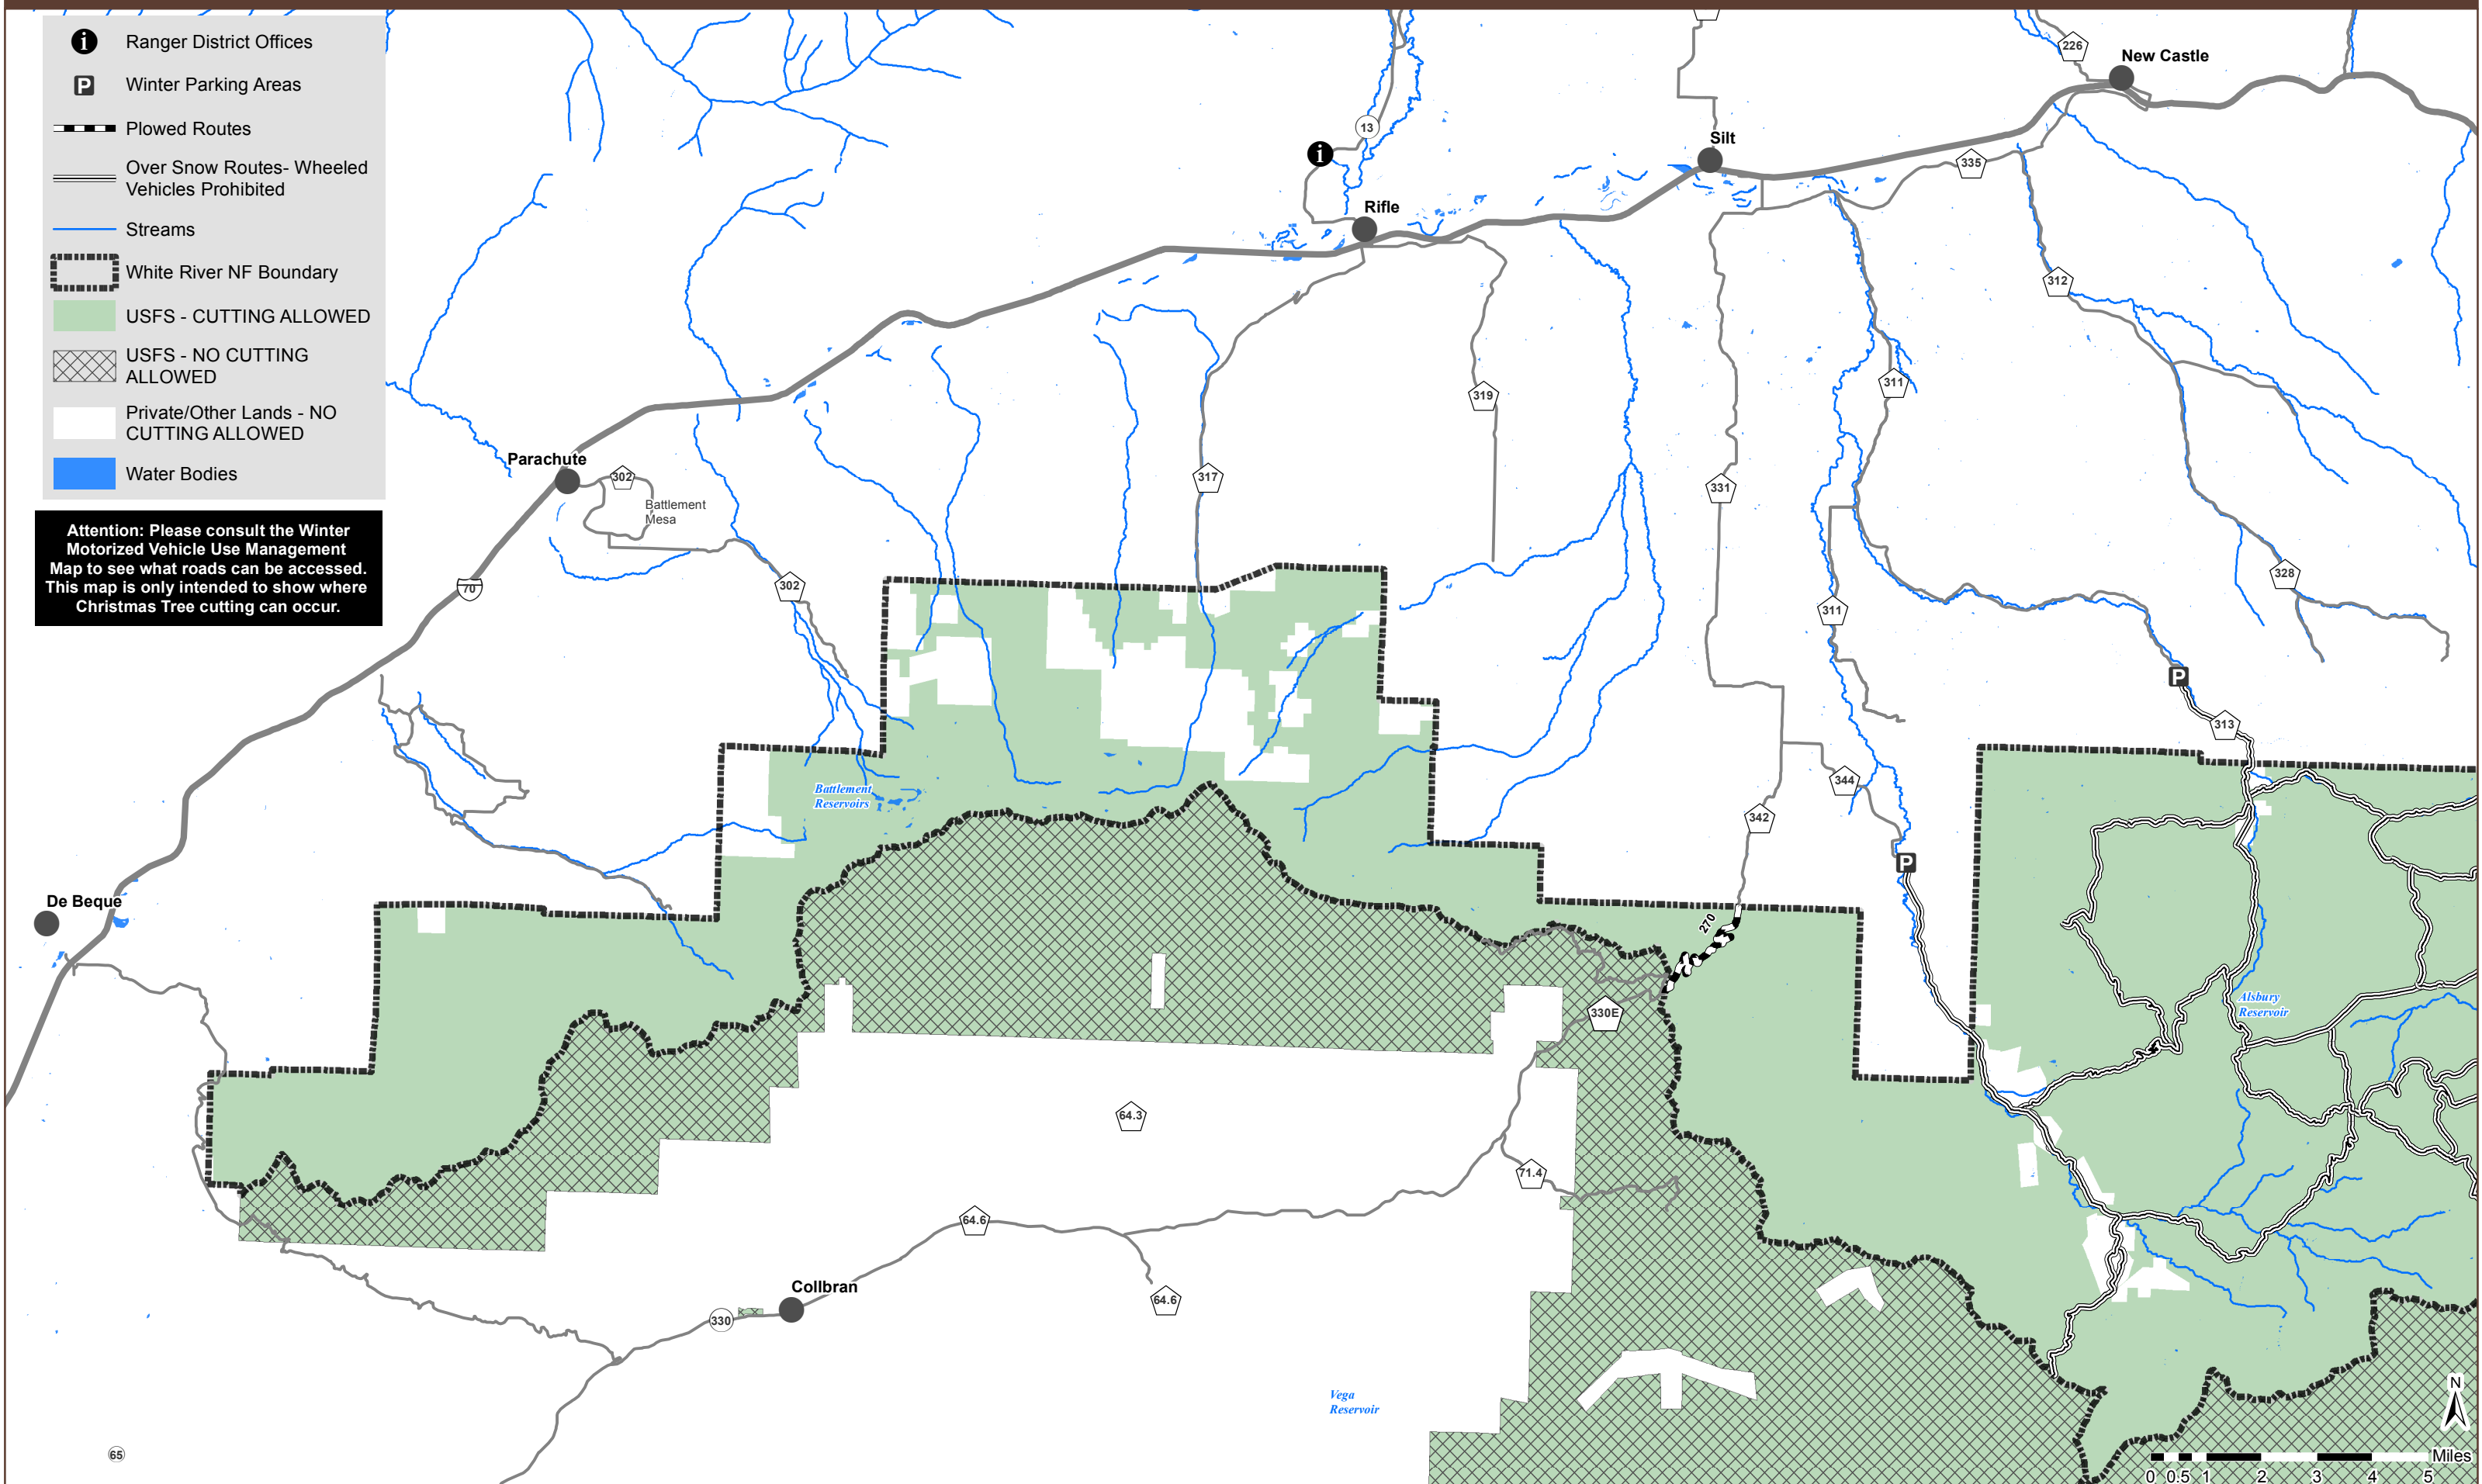 Ranger District Offices
Winter Parking Areas
Plowed Routes
Over Snow Routes- Wheeled
Vehicles Prohibited
Streams
White River NF Boundary
USFS - CUTTING ALLOWED
USFS - NO CUTTING
ALLOWED
Private/Other Lands - NO
CUTTING ALLOWED
Water Bodies
Attention: Please consult the Winter
Motorized Vehicle Use Management
Map to see what roads can be accessed.
This map is only intended to show where
Christmas Tree cutting can occur.
226
New Castle
13
i
Silt
335
Rifle
312
311
319
Parachute
302
317
331
Battlement
Mesa
70
302
328
311
P
313
344
Battlement
Reservoirs
342
P
De Beque
270
Alsbury
Reservoir
330E
64.3
71.4
64.6
Collbran
64.6
330
Vega
Reservoir
N
65
Miles
0 0.5 1 2 3 4 5